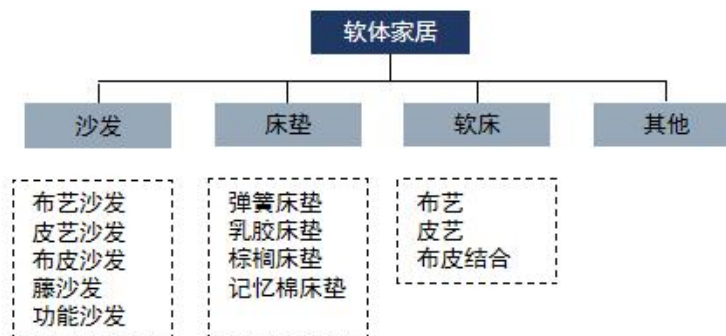 软体家居
沙发
床垫
软床
其他
布艺沙发
皮艺沙发
布皮沙发
藤沙发
功能沙发
弹簧床垫
乳胶床垫
棕榈床垫
记忆棉床垫
布艺
皮艺
布皮结合